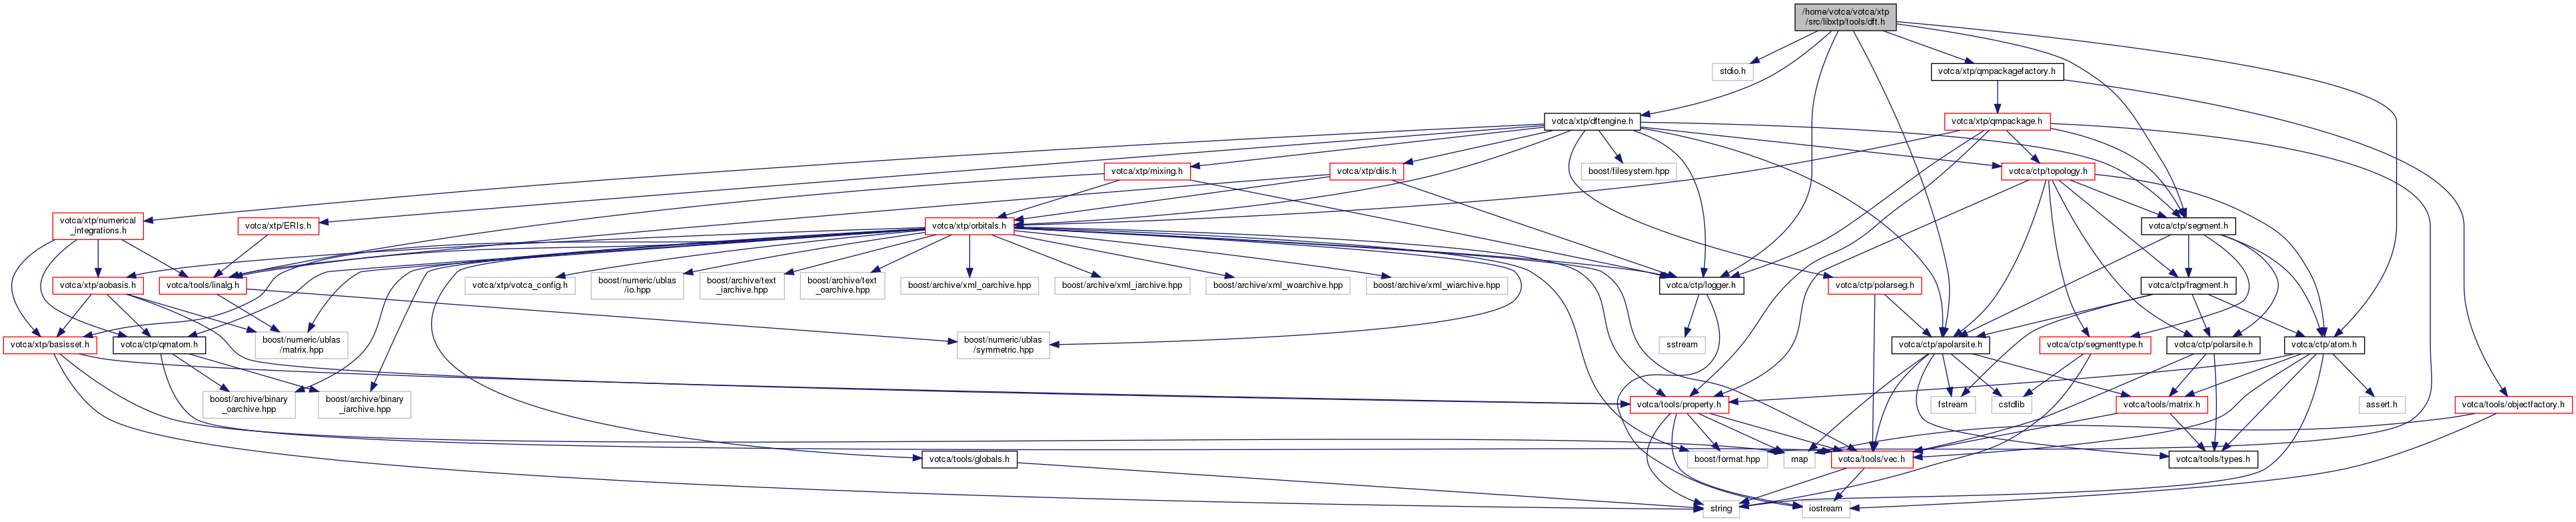 /home/votca/votca/xtp
/src/libxtp/tools/dft.h
stdio.h
votca/xtp/qmpackagefactory.h
votca/xtp/dftengine.h
votca/xtp/qmpackage.h
votca/xtp/mixing.h
votca/xtp/diis.h
boost/filesystem.hpp
votca/ctp/topology.h
votca/xtp/numerical
_integrations.h
votca/xtp/ERIs.h
votca/xtp/orbitals.h
votca/ctp/segment.h
votca/xtp/aobasis.h
votca/tools/linalg.h
votca/xtp/votca_config.h
boost/numeric/ublas
/io.hpp
boost/archive/text
_iarchive.hpp
boost/archive/text
_oarchive.hpp
boost/archive/xml_oarchive.hpp
boost/archive/xml_iarchive.hpp
boost/archive/xml_woarchive.hpp
boost/archive/xml_wiarchive.hpp
votca/ctp/logger.h
votca/ctp/polarseg.h
votca/ctp/fragment.h
votca/xtp/basisset.h
votca/ctp/qmatom.h
boost/numeric/ublas
/matrix.hpp
boost/numeric/ublas
/symmetric.hpp
sstream
votca/ctp/apolarsite.h
votca/ctp/segmenttype.h
votca/ctp/polarsite.h
votca/ctp/atom.h
boost/archive/binary
_oarchive.hpp
boost/archive/binary
_iarchive.hpp
votca/tools/property.h
fstream
cstdlib
votca/tools/matrix.h
assert.h
votca/tools/objectfactory.h
votca/tools/globals.h
boost/format.hpp
map
votca/tools/vec.h
votca/tools/types.h
string
iostream